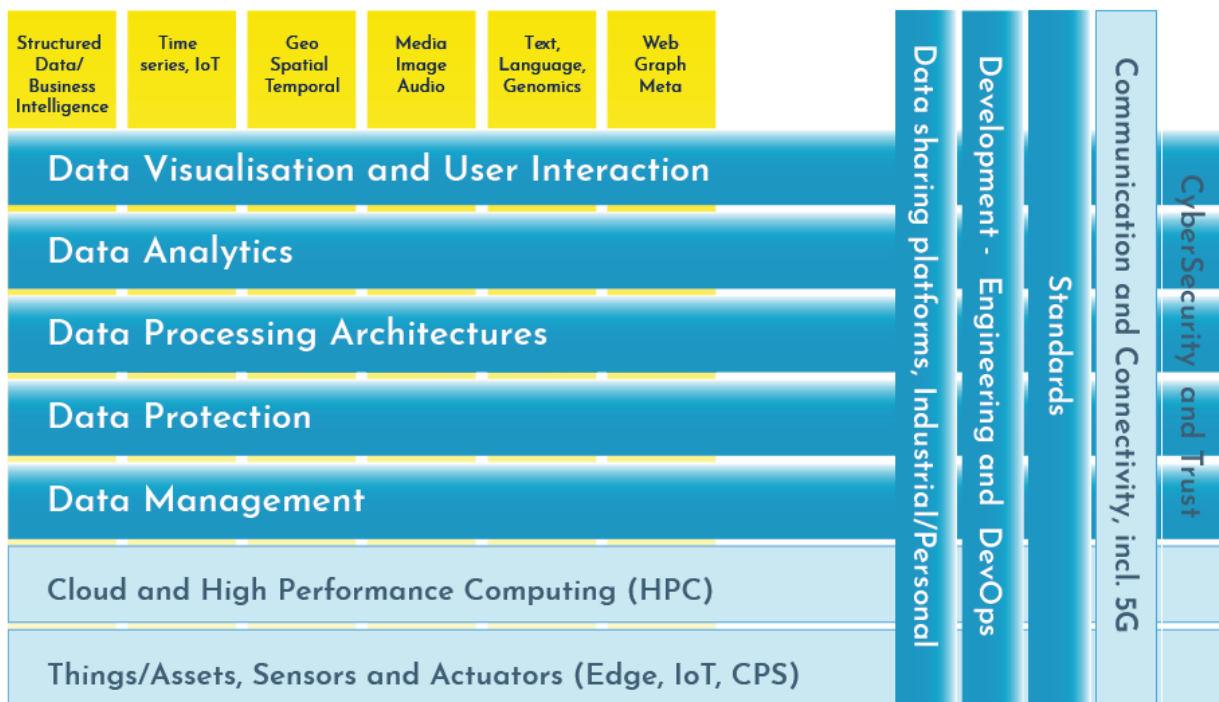 Structured
Data/
Business
Intelligence
Time
series, IoT
Geo
Spatial
Temporal
Media
Image
Audio
Text,
Language,
Genomics
Web
Graph
Meta
Data Visualisation and User Interaction
Data Analytics
Data Processing Architectures
Data Protection
Data Management
Cloud and High Performance Computing (HPC)
Things/Assets, Sensors and Actuators (Edge, IoT, CPS)
Data sharing platforms, Industrial/Personal
Development - Engineering and DevOps
Standards
Communication and Connectivity, incl. 5G
CyberSecurity and Trust